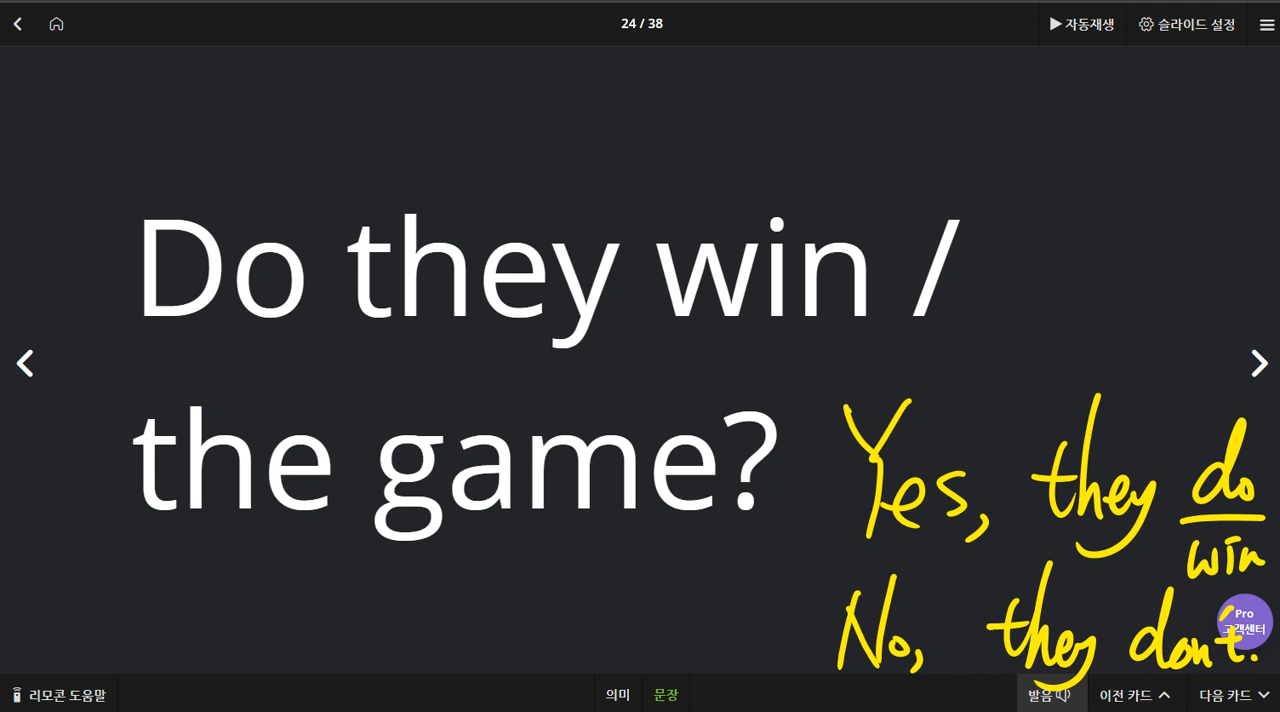 24 / 38
자동재생
슬라이드 설정
Do they win /
the game?
Yes, they do
win
No, they don't.
Pro
고객센터
리모콘 도움말
의미
문장
발음
이전 카드
다음 카드